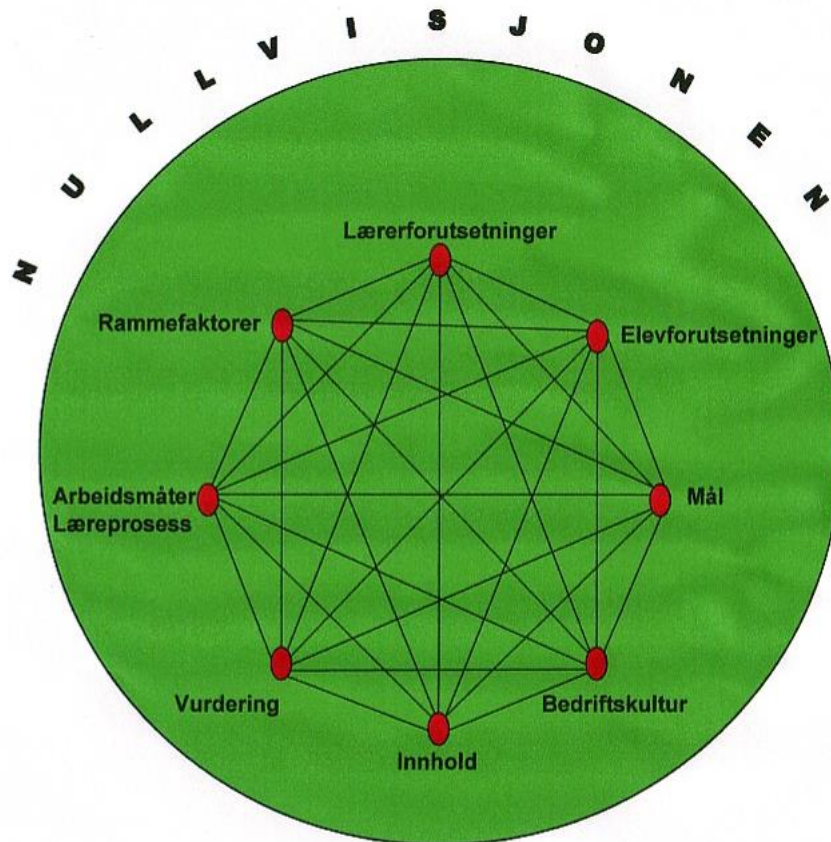 NULLVISJONEN
Lærerforutsetninger
Rammefaktorer
Elevforutsetninger
Arbeidsmåter
Læreprosess
Mål
Vurdering
Bedriftskultur
Innhold